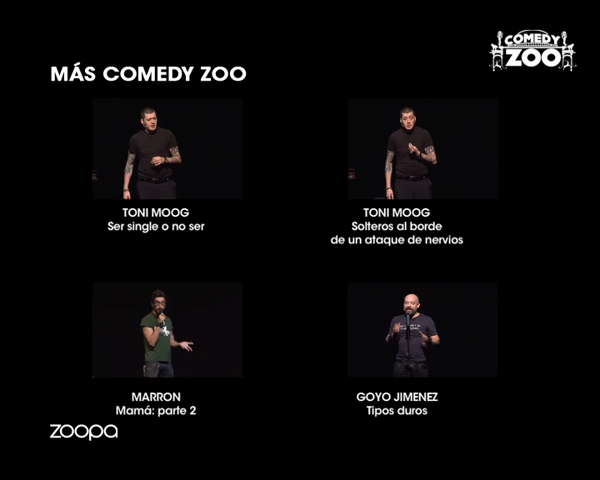 COMEDY
ZOO
MÁS COMEDY ZOO
TONI MOOG
Ser single o no ser
TONI MOOG
Solteros al borde
de un ataque de nervios
MARRON
Mamá: parte 2
GOYO JIMENEZ
Tipos duros
zoopa